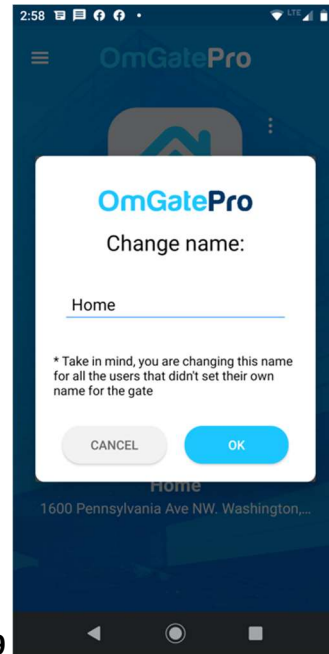 2:58
LTE
OmGatePro
OmGatePro
Change name:
Home
* Take in mind, you are changing this name
for all the users that didn't set their own
name for the gate
CANCEL
OK
Home
1600 Pennsylvania Ave NW. Washington,...
9